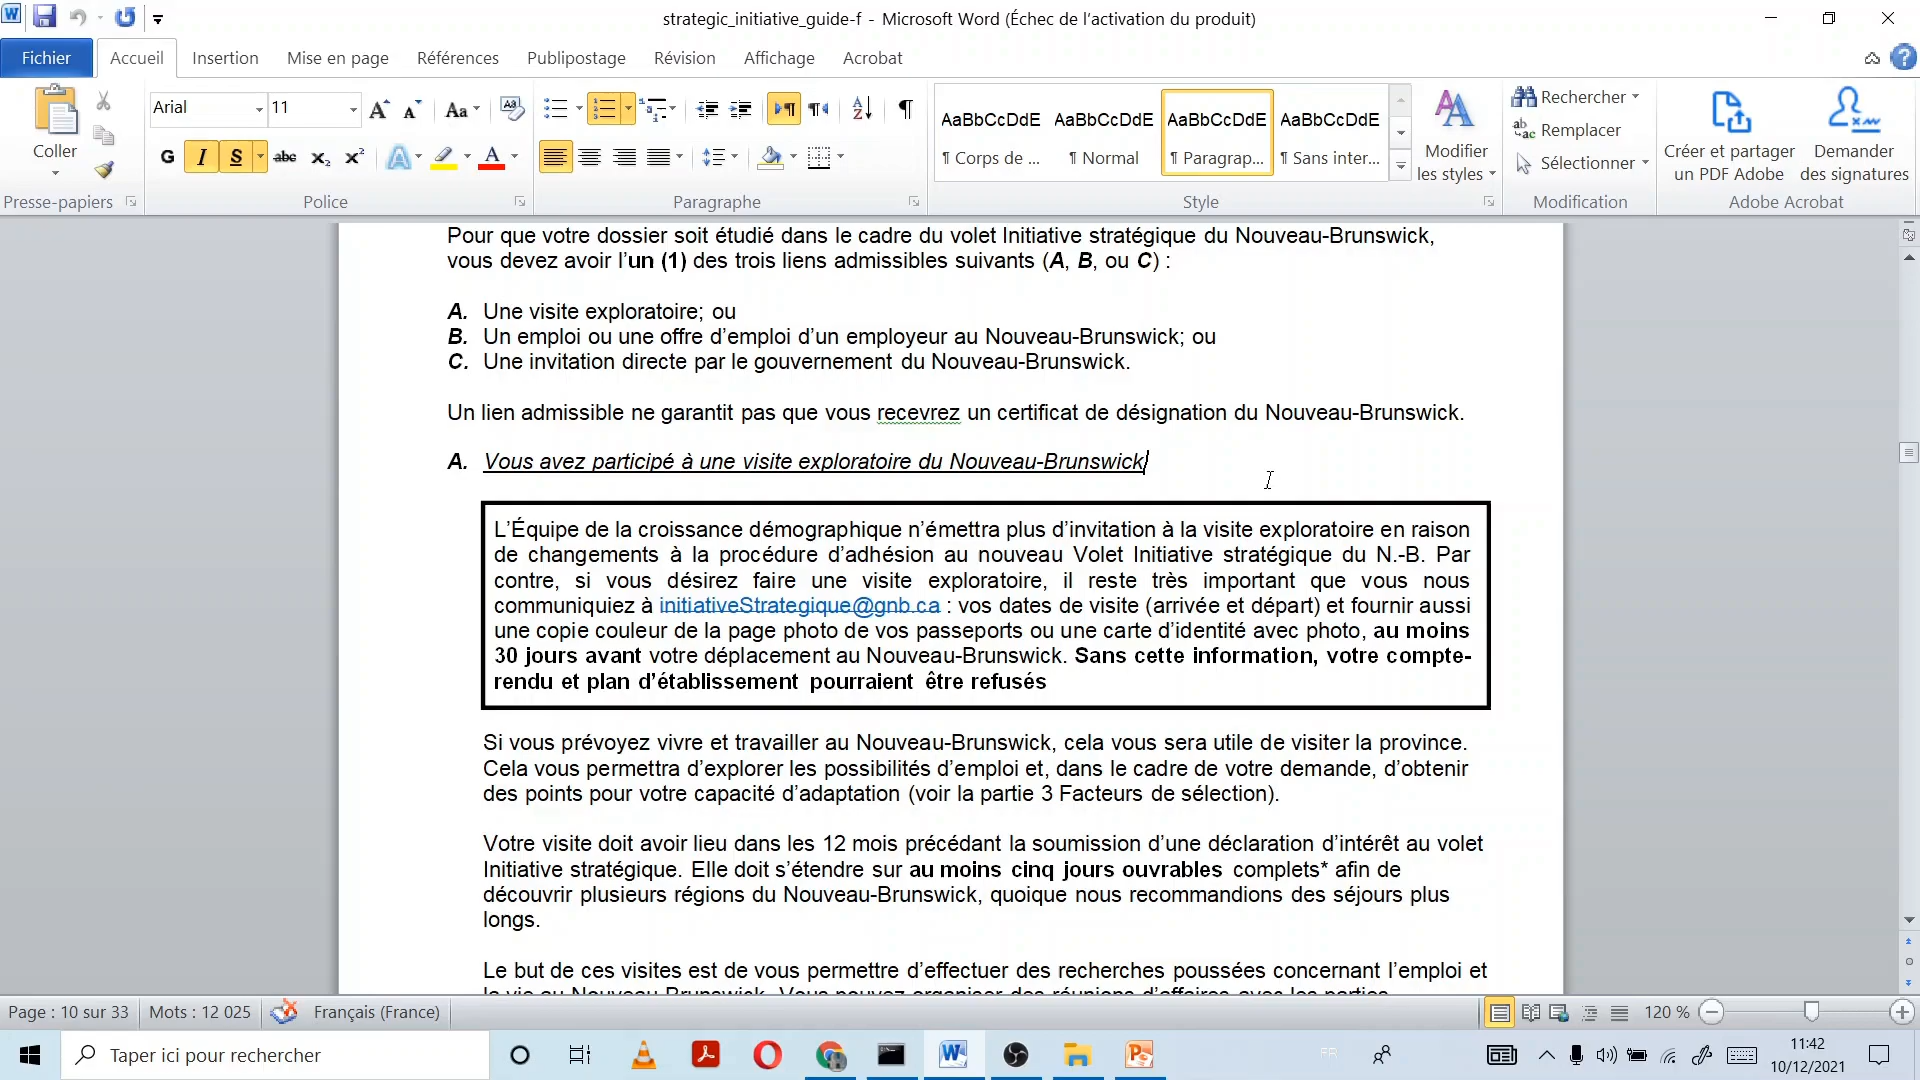 strategic_initiative_guide-f - Microsoft Word (Échec de l'activation du produit)
Fichier Accueil Insertion Mise en page Références Publipostage Révision Affichage Acrobat
Coller
Presse-papiers
Arial 11
Aa
G I S abc X₂ X² A A
Police
Paragraphe
AaBbCcDdE AaBbCcDdE AaBbCcDdE AaBbCcDdE
¶ Corps de ... ¶ Normal ¶ Paragrap... ¶ Sans inter...
Modifier
les styles
Style
Rechercher
Remplacer
Sélectionner
Modification
Créer et partager
un PDF Adobe
Demander
des signatures
Adobe Acrobat
Pour que votre dossier soit étudié dans le cadre du volet Initiative stratégique du Nouveau-Brunswick,
vous devez avoir l'un (1) des trois liens admissibles suivants (A, B, ou C) :
A. Une visite exploratoire; ou
B. Un emploi ou une offre d'emploi d'un employeur au Nouveau-Brunswick; ou
C. Une invitation directe par le gouvernement du Nouveau-Brunswick.
Un lien admissible ne garantit pas que vous recevrez un certificat de désignation du Nouveau-Brunswick.
A. Vous avez participé à une visite exploratoire du Nouveau-Brunswick
L'Équipe de la croissance démographique n'émettra plus d'invitation à la visite exploratoire en raison
de changements à la procédure d'adhésion au nouveau Volet Initiative stratégique du N.-B. Par
contre, si vous désirez faire une visite exploratoire, il reste très important que vous nous
communiquiez à initiativeStrategique@gnb.ca : vos dates de visite (arrivée et départ) et fournir aussi
une copie couleur de la page photo de vos passeports ou une carte d'identité avec photo, au moins
30 jours avant votre déplacement au Nouveau-Brunswick. Sans cette information, votre compte-
rendu et plan d'établissement pourraient être refusés
Si vous prévoyez vivre et travailler au Nouveau-Brunswick, cela vous sera utile de visiter la province.
Cela vous permettra d'explorer les possibilités d'emploi et, dans le cadre de votre demande, d'obtenir
des points pour votre capacité d'adaptation (voir la partie 3 Facteurs de sélection).
Votre visite doit avoir lieu dans les 12 mois précédant la soumission d'une déclaration d'intérêt au volet
Initiative stratégique. Elle doit s'étendre sur au moins cinq jours ouvrables complets* afin de
découvrir plusieurs régions du Nouveau-Brunswick, quoique nous recommandions des séjours plus
longs.
Le but de ces visites est de vous permettre d'effectuer des recherches poussées concernant l'emploi et
la vie au Nouveau-Brunswick. Vous pouvez organiser des réunions d'affaires avec les parties
Page : 10 sur 33 Mots : 12 025 Français (France) 120 %
Taper ici pour rechercher
FR
11:42
10/12/2021